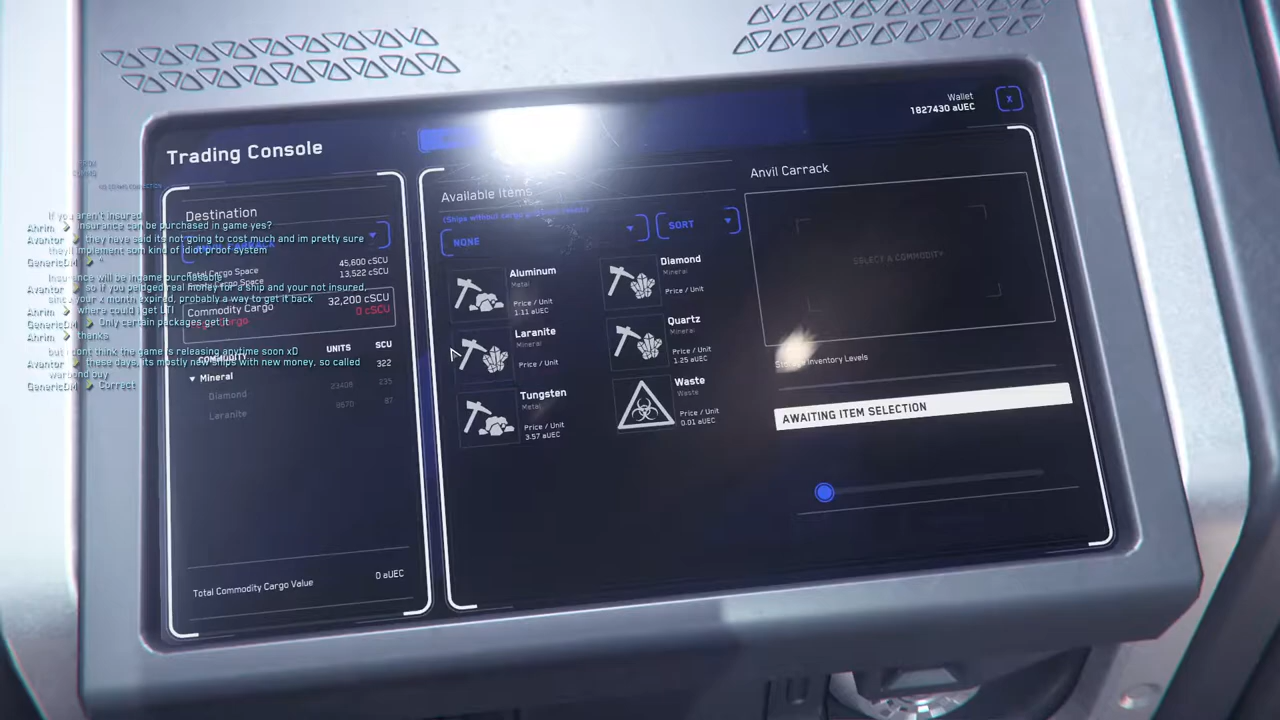 Wallet
1827430 aUEC
X
Trading Console
Anvil Carrack
Available Items
Destination
NONE
SORT
45,600 cSCU
13,522 cSCU
Commodity Cargo 32,200 cSCU
0 cSCU
UNITS SCU
322
Mineral
Diamond 23408 235
Laranite 8670 87
Total Commodity Cargo Value 0 aUEC
Aluminum
Metal
Price / Unit
1.11 aUEC
Diamond
Mineral
Price / Unit
Laranite
Mineral
Price / Unit
Quartz
Mineral
Price / Unit
1.25 aUEC
Tungsten
Metal
Price / Unit
3.57 aUEC
Waste
Waste
Price / Unit
0.01 aUEC
SELECT A COMMODITY
Inventory Levels
AWAITING ITEM SELECTION
If you aren't insured
Ahrim insurance can be purchased in game yes?
Avantor they have said its not going to cost much and im pretty sure
they'll implement som kind of idiot proof system
GenericDM ^
Insurance will be ingame purchasable
Avantor so if you peldged real money for a ship and your not insured,
since your x month expired, probably a way to get it back
Ahrim where could i get LTI
GenericDM Only certain packages get it
Ahrim thanks
but i dont think the game is releasing anytime soon xD
Avantor these days, its mostly new ships with new money, so called
warbond buy
GenericDM Correct